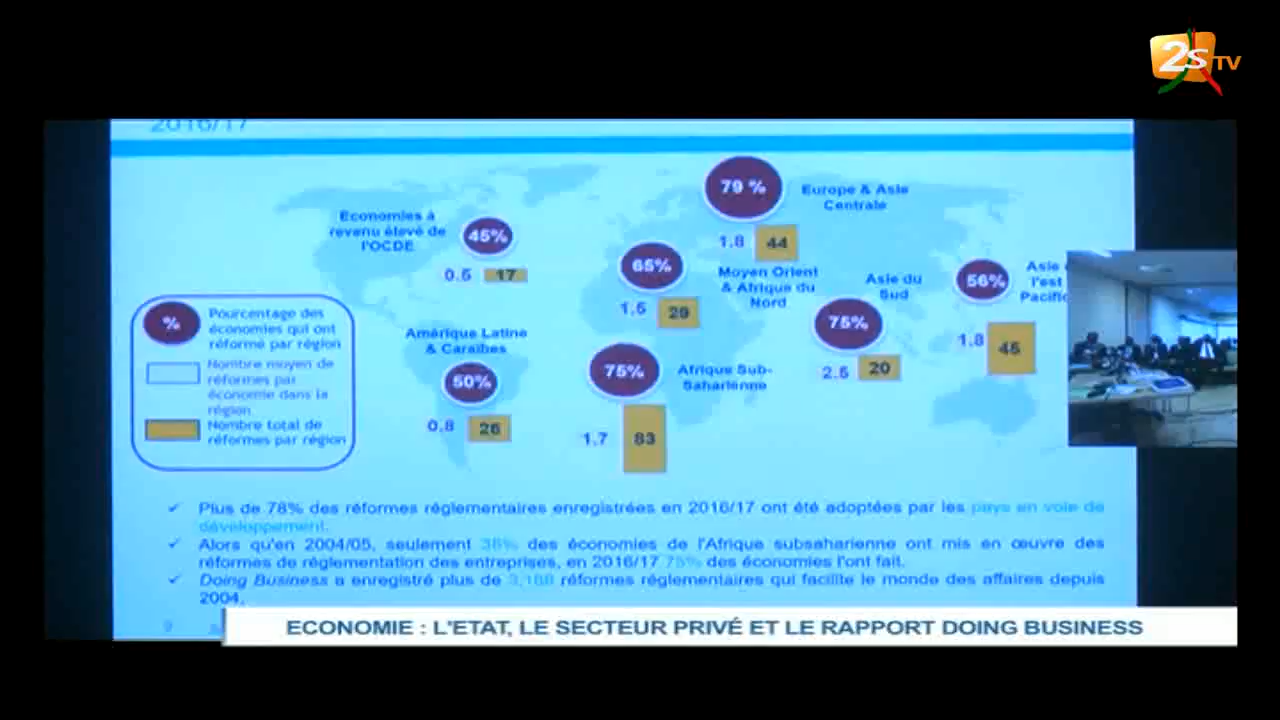 2s TV
2016/17
79 %
Europe & Asie
Centrale
1.8 44
Economies à
revenu élevé de
l'OCDE
45%
0.5 17
65%
1.5 29
Moyen Orient
& Afrique du
Nord
Asie du
Sud
75%
2.5 20
56%
Asie
l'est
Pacific
1.8 45
%
Pourcentage des
économies qui ont
réformé par région
Nombre moyen de
réformes par
économie dans la
région
Nombre total de
réformes par région
Amérique Latine
& Caraïbes
50%
0.8 26
75%
Afrique Sub-
Saharienne
1.7 83
✓ Plus de 78% des réformes réglementaires enregistrées en 2016/17 ont été adoptées par les pays en voie de
développement.
✓ Alors qu'en 2004/05, seulement 36% des économies de l'Afrique subsaharienne ont mis en œuvre des
réformes de réglementation des entreprises, en 2016/17 75% des économies l'ont fait.
✓ Doing Business a enregistré plus de 3,188 réformes réglementaires qui facilite le monde des affaires depuis
2004.
9
ECONOMIE : L'ETAT, LE SECTEUR PRIVÉ ET LE RAPPORT DOING BUSINESS